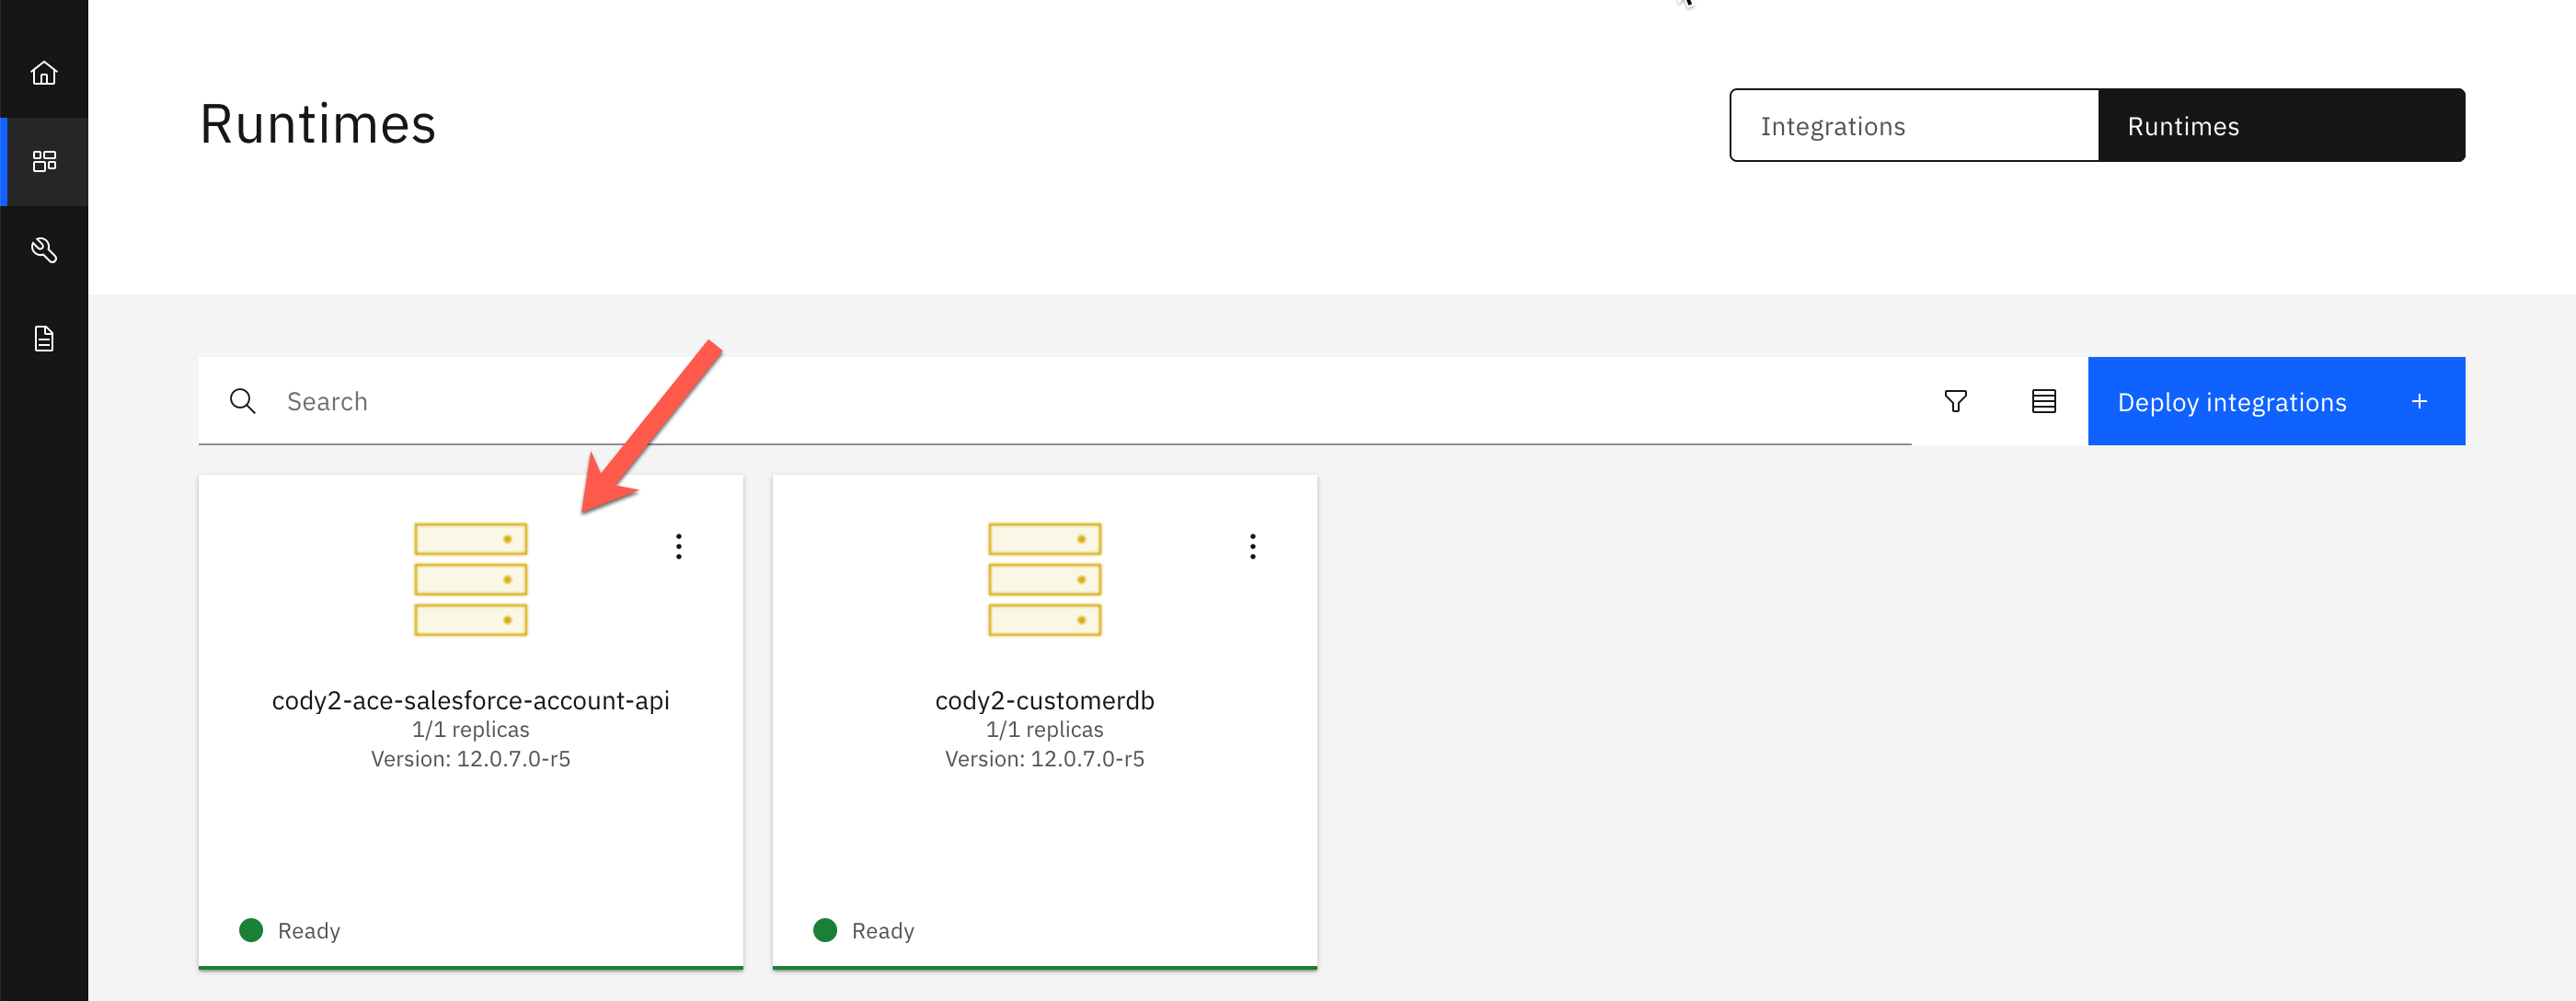 Runtimes
Integrations
Runtimes
Search
Deploy integrations +
cody2-ace-salesforce-account-api
1/1 replicas
Version: 12.0.7.0-r5
Ready
cody2-customerdb
1/1 replicas
Version: 12.0.7.0-r5
Ready